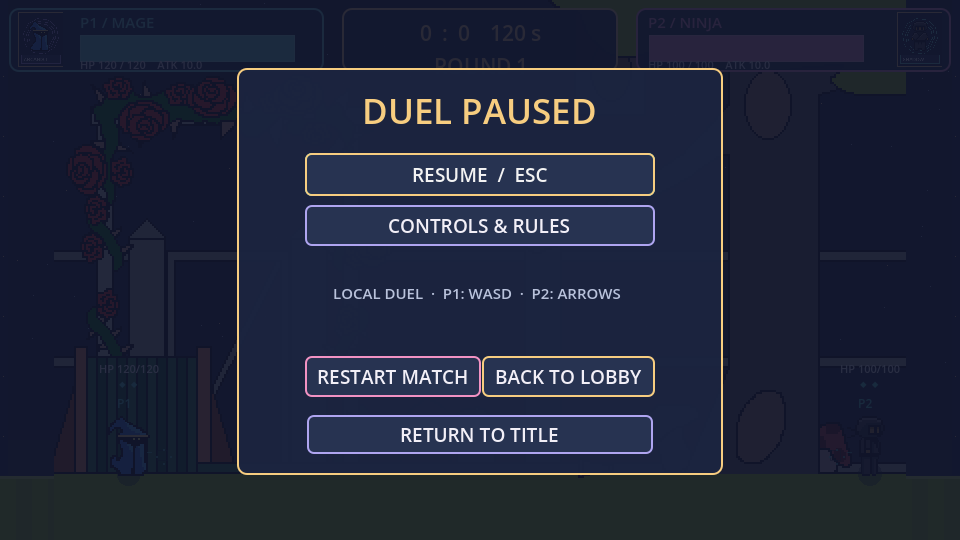 P1 / MAGE
HP 120/120 ATK 10.0
0 : 0 120 s
ROUND 1
P2 / NINJA
HP 100/100 ATK 10.0
DUEL PAUSED
RESUME / ESC
CONTROLS & RULES
LOCAL DUEL · P1: WASD · P2: ARROWS
RESTART MATCH
BACK TO LOBBY
RETURN TO TITLE
HP 120/120
P1
HP 100/100
P2